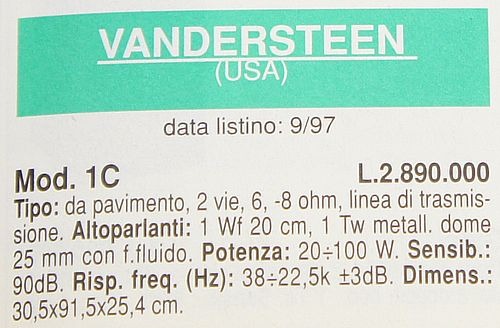 VANDERSTEEN
(USA)
data listino: 9/97
Mod. 1C L.2.890.000
Tipo: da pavimento, 2 vie, 6, -8 ohm, linea di trasmis-
sione. Altoparlanti: 1 Wf 20 cm, 1 Tw metall. dome
25 mm con f.fluido. Potenza: 20÷100 W. Sensib.:
90dB. Risp. freq. (Hz): 38÷22,5k ±3dB. Dimens.:
30,5x91,5x25,4 cm.